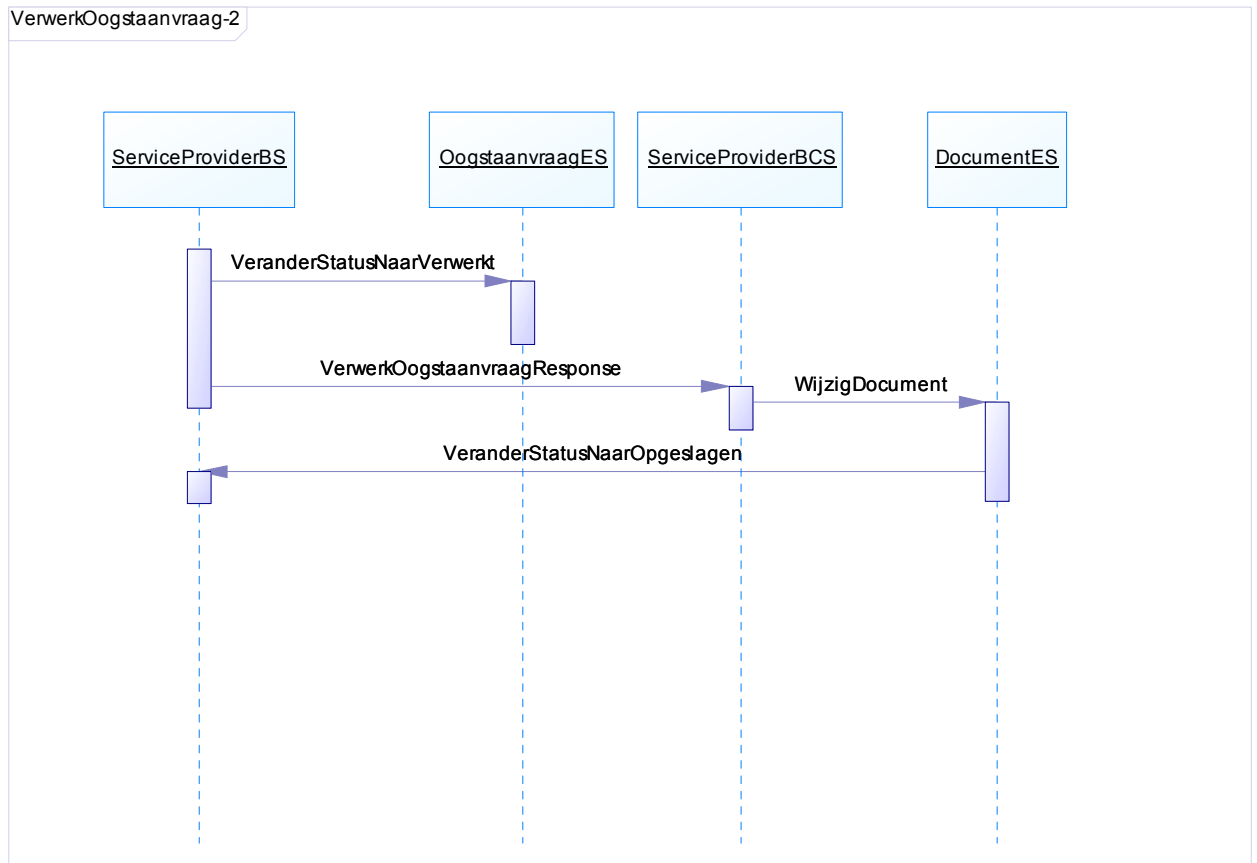 VerwerkOogstaanvraag-2
ServiceProviderBS
OogstaanvraagES
ServiceProviderBCS
DocumentES
VeranderStatusNaarVerwerkt
VerwerkOogstaanvraagResponse
WijzigDocument
VeranderStatusNaarOpgeslagen